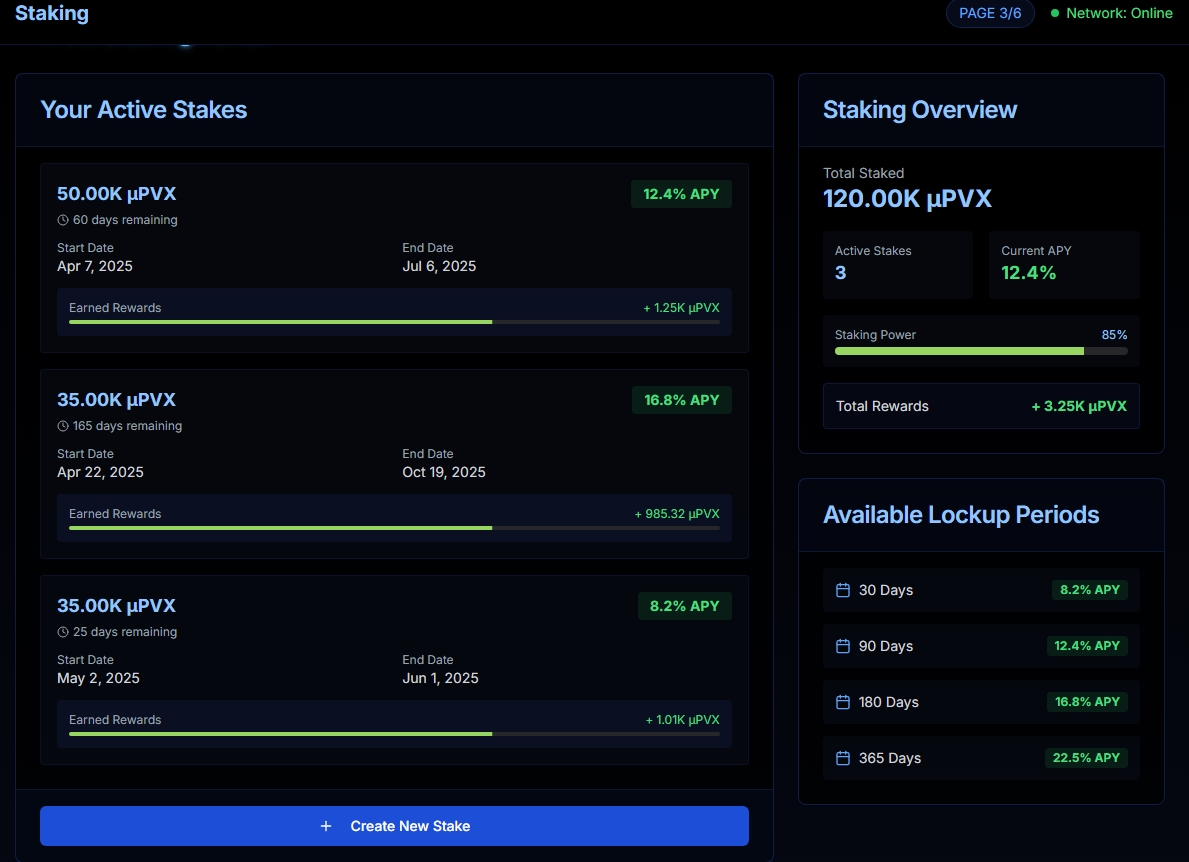 Staking
PAGE 3/6
Network: Online
Your Active Stakes
50.00K µPVX
12.4% APY
60 days remaining
Start Date
End Date
Apr 7, 2025
Jul 6, 2025
Earned Rewards
+ 1.25K µPVX
35.00K µPVX
16.8% APY
165 days remaining
Start Date
End Date
Apr 22, 2025
Oct 19, 2025
Earned Rewards
+ 985.32 µPVX
35.00K µPVX
8.2% APY
25 days remaining
Start Date
End Date
May 2, 2025
Jun 1, 2025
Earned Rewards
+ 1.01K µPVX
+ Create New Stake
Staking Overview
Total Staked
120.00K µPVX
Active Stakes
3
Current APY
12.4%
Staking Power
85%
Total Rewards
+ 3.25K µPVX
Available Lockup Periods
30 Days
8.2% APY
90 Days
12.4% APY
180 Days
16.8% APY
365 Days
22.5% APY